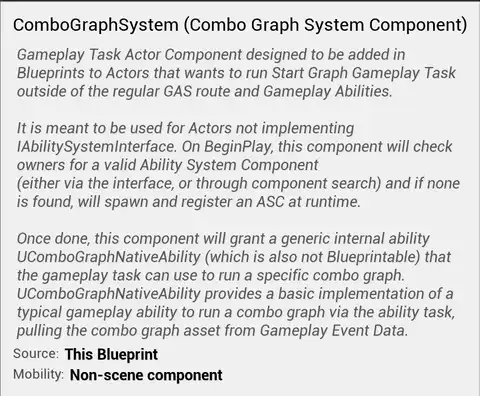 ComboGraphSystem (Combo Graph System Component)
Gameplay Task Actor Component designed to be added in
Blueprints to Actors that wants to run Start Graph Gameplay Task
outside of the regular GAS route and Gameplay Abilities.
It is meant to be used for Actors not implementing
IAbilitySystemInterface. On BeginPlay, this component will check
owners for a valid Ability System Component
(either via the interface, or through component search) and if none
is found, will spawn and register an ASC at runtime.
Once done, this component will grant a generic internal ability
UComboGraphNativeAbility (which is also not Blueprintable) that
the gameplay task can use to run a specific combo graph.
UComboGraphNativeAbility provides a basic implementation of a
typical gameplay ability to run a combo graph via the ability task,
pulling the combo graph asset from Gameplay Event Data.
Source: This Blueprint
Mobility: Non-scene component